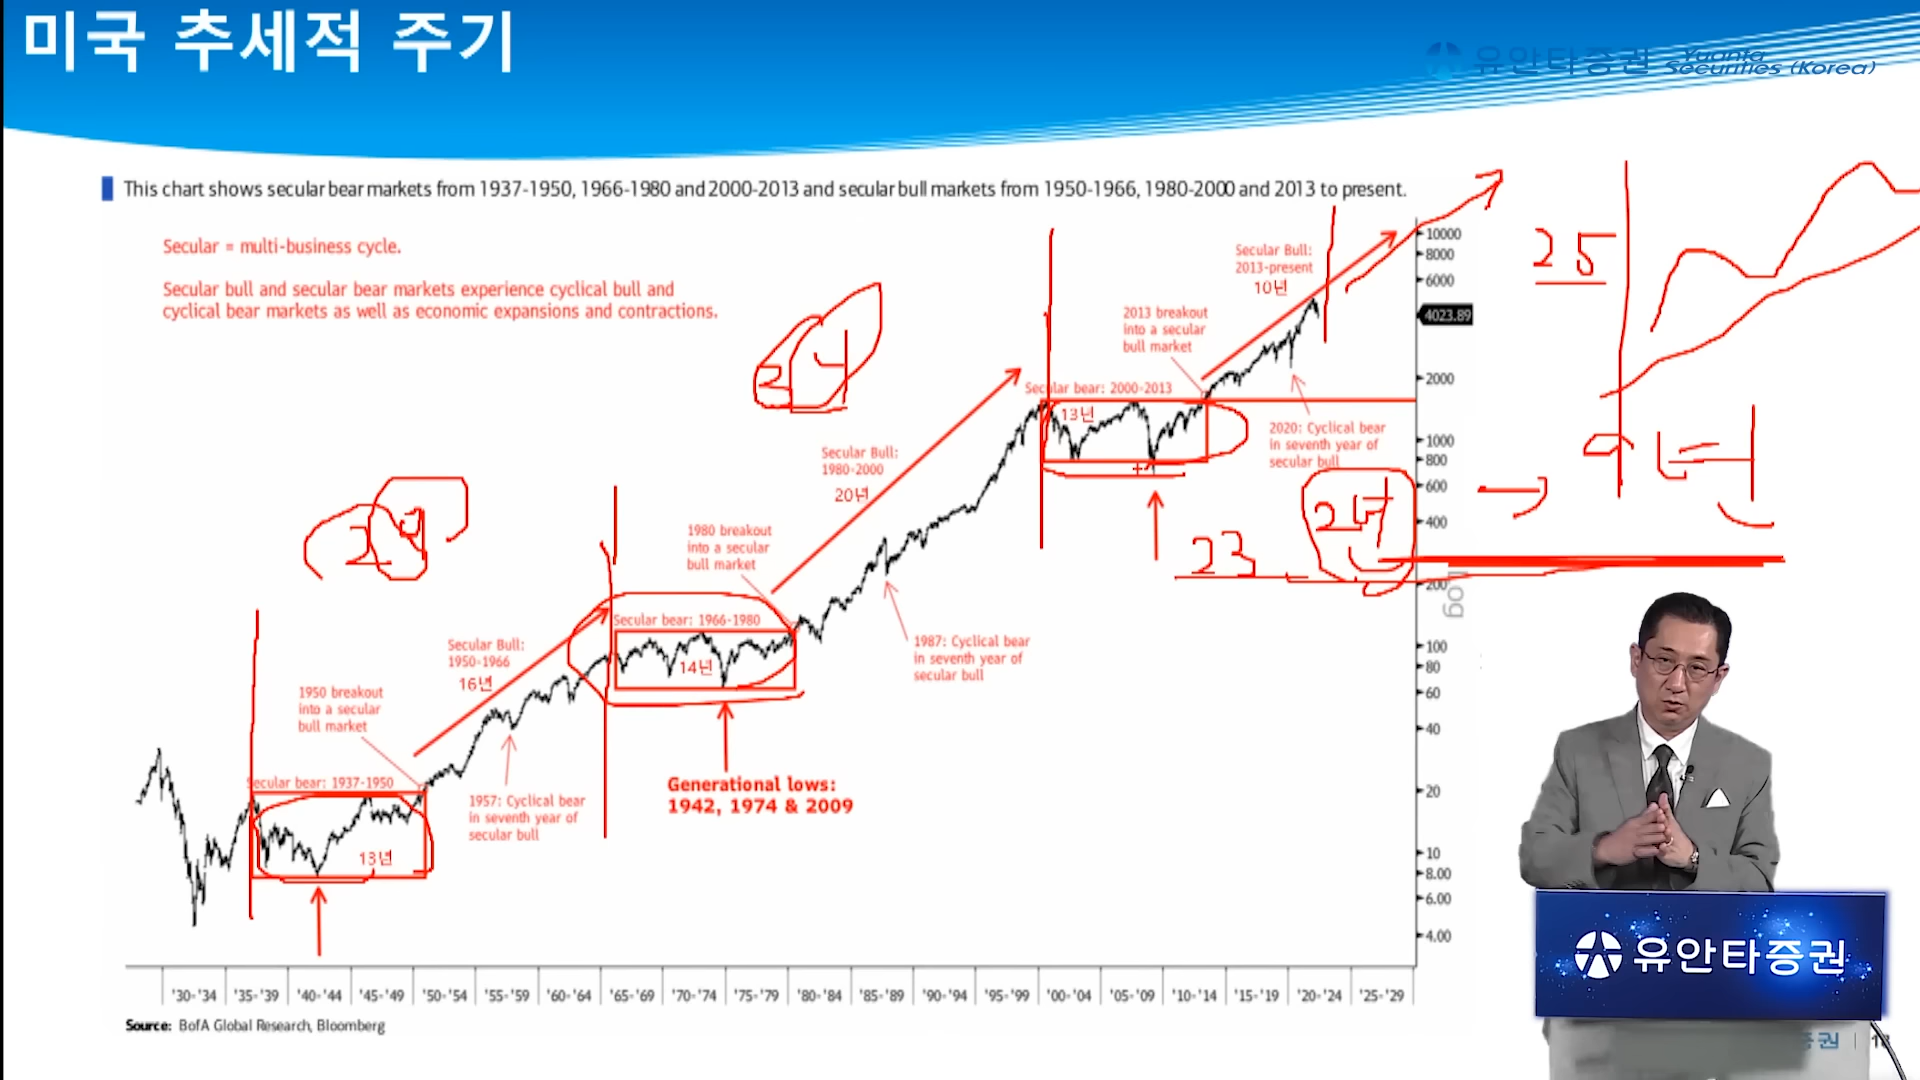 미국 추세적 주기
유안타증권 Yuanta Securities (Korea)
This chart shows secular bear markets from 1937-1950, 1966-1980 and 2000-2013 and secular bull markets from 1950-1966, 1980-2000 and 2013 to present.
Secular = multi-business cycle.
Secular bull and secular bear markets experience cyclical bull and
cyclical bear markets as well as economic expansions and contractions.
Secular Bull:
2013-present
10년
2013 breakout
into a secular
bull market
Secular bear: 2000-2013
13년
2020: Cyclical bear
in seventh year of
secular bull
Secular Bull:
1980-2000
20년
1980 breakout
into a secular
bull market
Secular bear: 1966-1980
14년
1987: Cyclical bear
in seventh year of
secular bull
Secular Bull:
1950-1966
16년
1950 breakout
into a secular
bull market
Secular bear: 1937-1950
13년
1957: Cyclical bear
in seventh year of
secular bull
Generational lows:
1942, 1974 & 2009
25
24
23
10000
8000
6000
4023.89
2000
1000
800
600
400
200
100
80
60
40
20
10
8.00
6.00
4.00
Log
'30-'34 '35-'39 '40-'44 '45-'49 '50-'54 '55-'59 '60-'64 '65-'69 '70-'74 '75-'79 '80-'84 '85-'89 '90-'94 '95-'99 '00-'04 '05-'09 '10-'14 '15-'19 '20-'24 '25-'29
Source: BofA Global Research, Bloomberg
유안타증권
증권